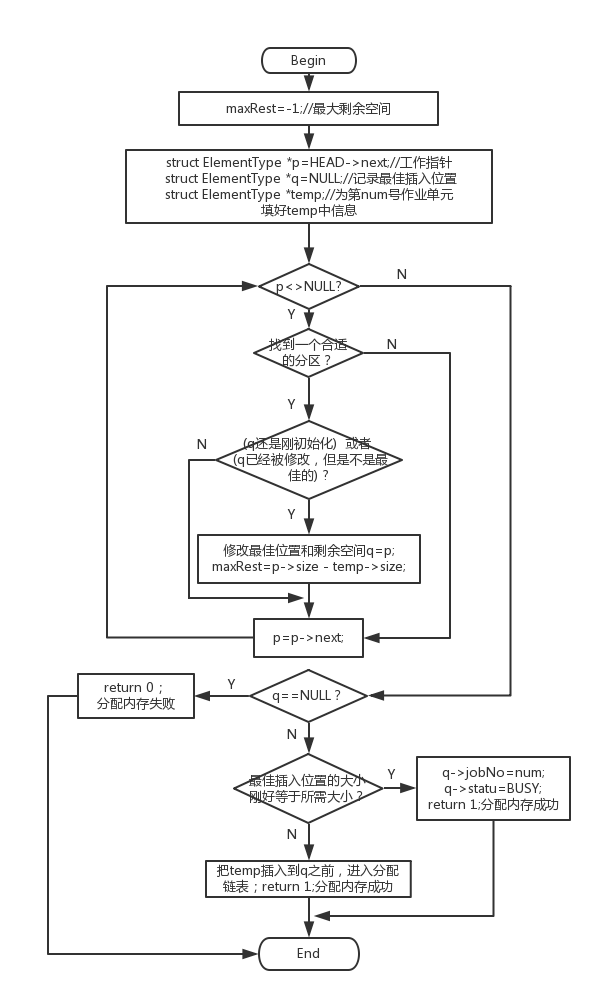 Begin
maxRest=-1;//最大剩余空间
struct ElementType *p=HEAD->next;//工作指针
struct ElementType *q=NULL;//记录最佳插入位置
struct ElementType *temp;//为第num号作业单元
填好temp中信息
p<>NULL?
N
Y
找到一个合适
的分区？
N
Y
(q还是刚初始化) 或者
(q已经被修改，但是不是最
佳的)？
N
Y
修改最佳位置和剩余空间q=p;
maxRest=p->size - temp->size;
p=p->next;
q==NULL？
Y
return 0；
分配内存失败
N
最佳插入位置的大小
刚好等于所需大小？
Y
q->jobNo=num;
q->statu=BUSY;
return 1;分配内存成功
N
把temp插入到q之前，进入分配
链表；return 1;分配内存成功
End